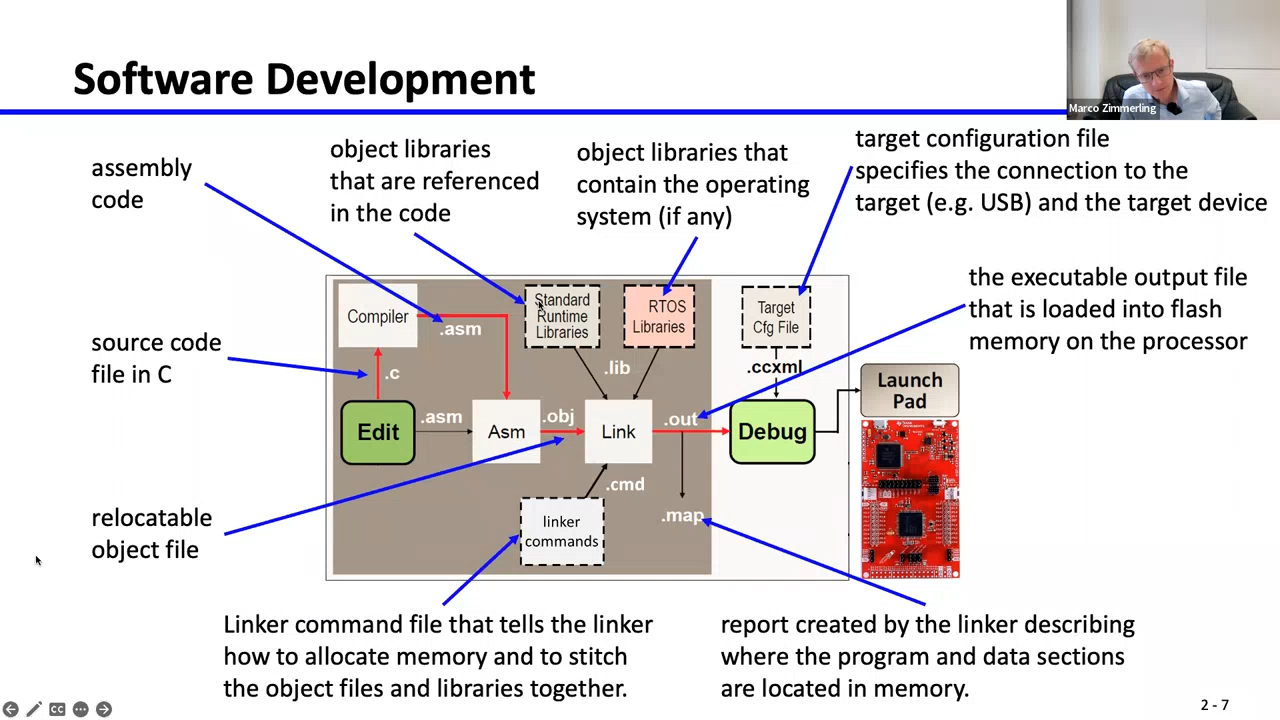 Software Development
Marco Zimmerling
assembly
code
object libraries
that are referenced
in the code
object libraries that
contain the operating
system (if any)
target configuration file
specifies the connection to the
target (e.g. USB) and the target device
the executable output file
that is loaded into flash
memory on the processor
source code
file in C
Compiler
.asm
Standard
Runtime
Libraries
RTOS
Libraries
Target
Cfg File
.c
.lib
.ccxml
Launch
Pad
Edit
.asm
Asm
.obj
Link
.out
Debug
.cmd
.map
linker
commands
relocatable
object file
Linker command file that tells the linker
how to allocate memory and to stitch
the object files and libraries together.
report created by the linker describing
where the program and data sections
are located in memory.
CC
2 - 7